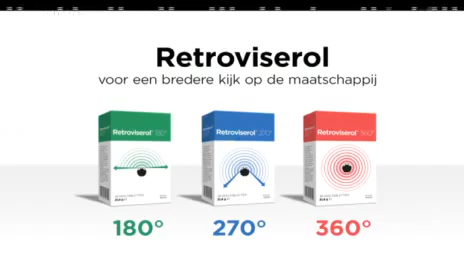 Retroviserol
voor een bredere kijk op de maatschappij
Retroviserol 180°
Retroviserol 270°
Retroviserol 360°
180°
270°
360°